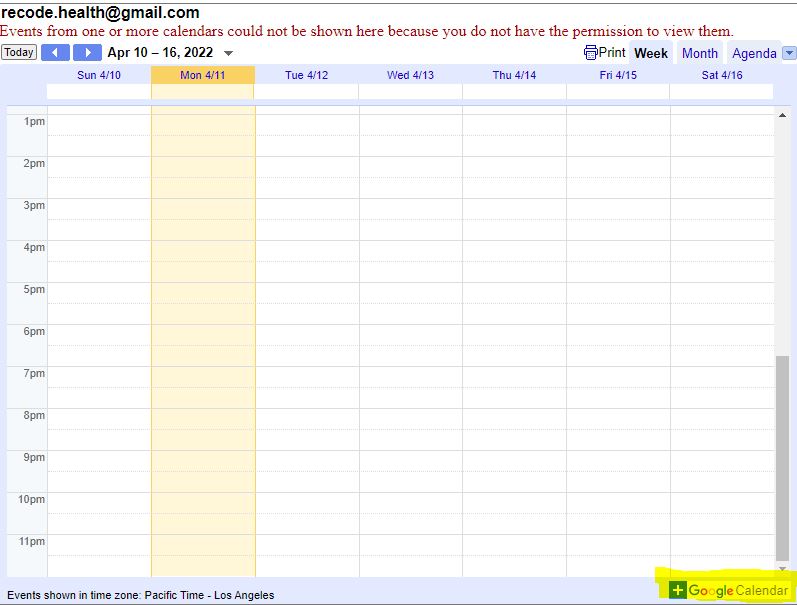 recode.health@gmail.com
Events from one or more calendars could not be shown here because you do not have the permission to view them.
Today Apr 10 – 16, 2022 Print Week Month Agenda
Sun 4/10 Mon 4/11 Tue 4/12 Wed 4/13 Thu 4/14 Fri 4/15 Sat 4/16
1pm
2pm
3pm
4pm
5pm
6pm
7pm
8pm
9pm
10pm
11pm
Events shown in time zone: Pacific Time - Los Angeles
+ Google Calendar